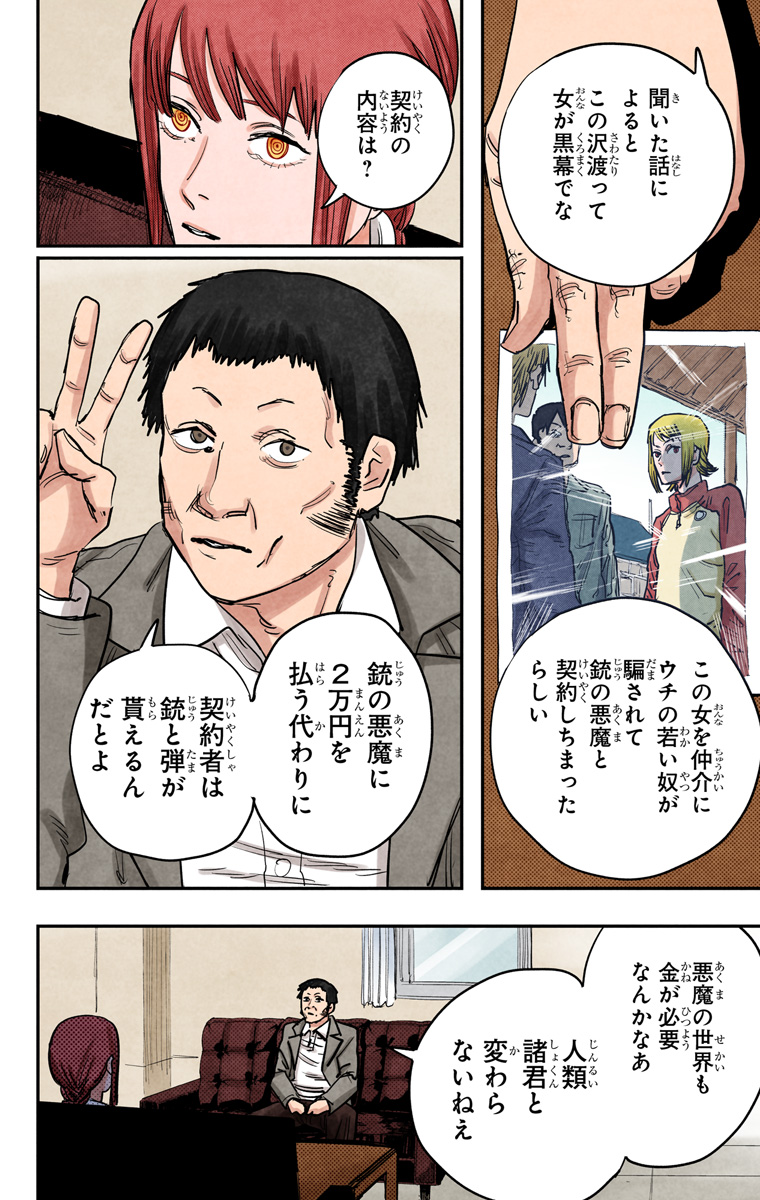 聞いた話に
よると
この沢渡って
女が黒幕でな
この女を仲介に
ウチの若い奴が
騙されて
銃の悪魔と
契約しちまった
らしい
契約の
内容は?
銃の悪魔に
2万円を
払う代わりに
契約者は
銃と弾が
貰えるん
だとよ
悪魔の世界も
金が必要
なんかなあ
人類
諸君と
変わら
ないねえ